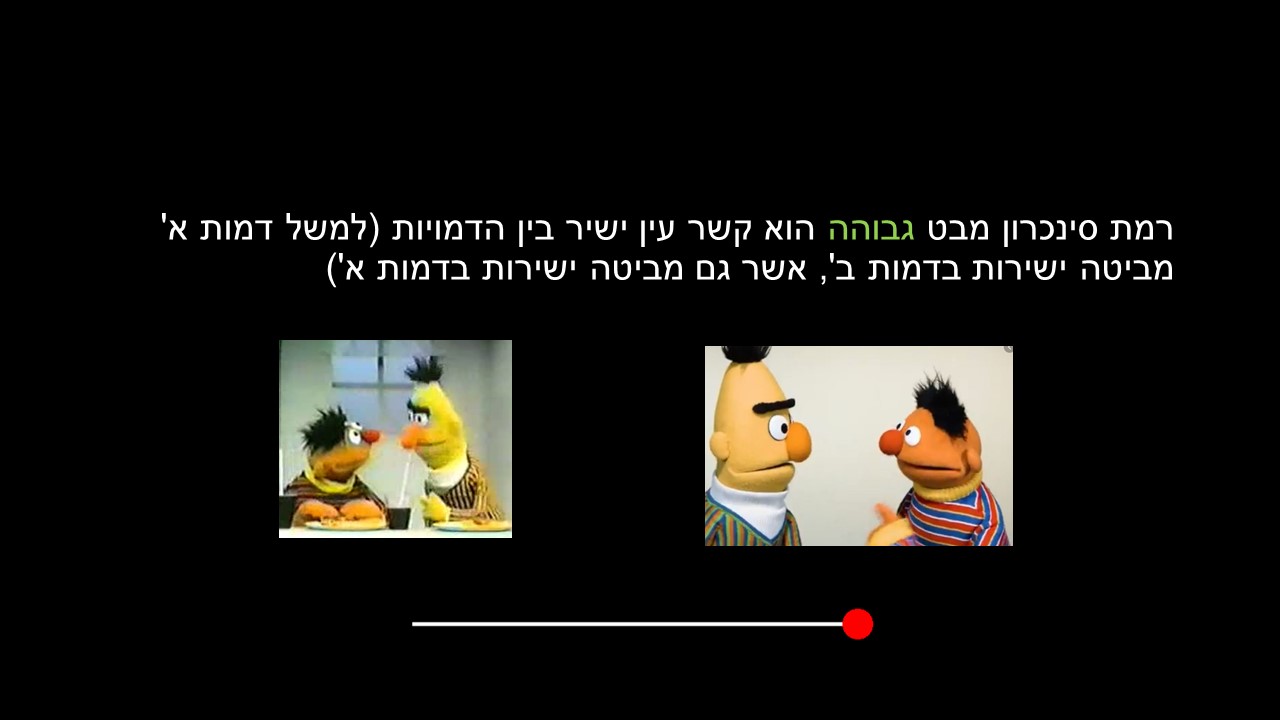 רמת סינכרון מבט גבוהה הוא קשר עין ישיר בין הדמויות (למשל דמות א'
מביטה ישירות בדמות ב', אשר גם מביטה ישירות בדמות א')